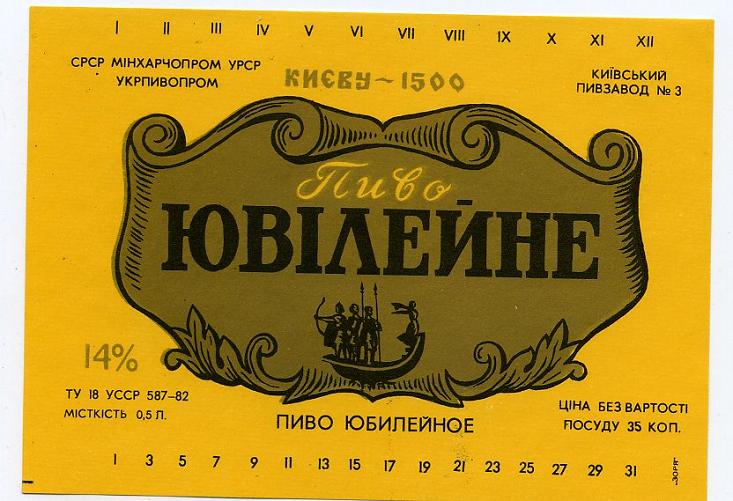 I II III IV V VI VII VIII IX X XI XII
СРСР МІНХАРЧОПРОМ УРСР
УКРПИВОПРОМ
КИЄВУ ~ 1500
КИЇВСЬКИЙ
ПИВЗАВОД № 3
Пиво
ЮВІЛЕЙНЕ
14%
ТУ 18 УССР 587–82
МІСТКІСТЬ 0,5 Л.
ПИВО ЮБИЛЕЙНОЕ
ЦІНА БЕЗ ВАРТОСТІ
ПОСУДУ 35 КОП.
1 3 5 7 9 11 13 15 17 19 21 23 25 27 29 31
„ЗОРЯ"